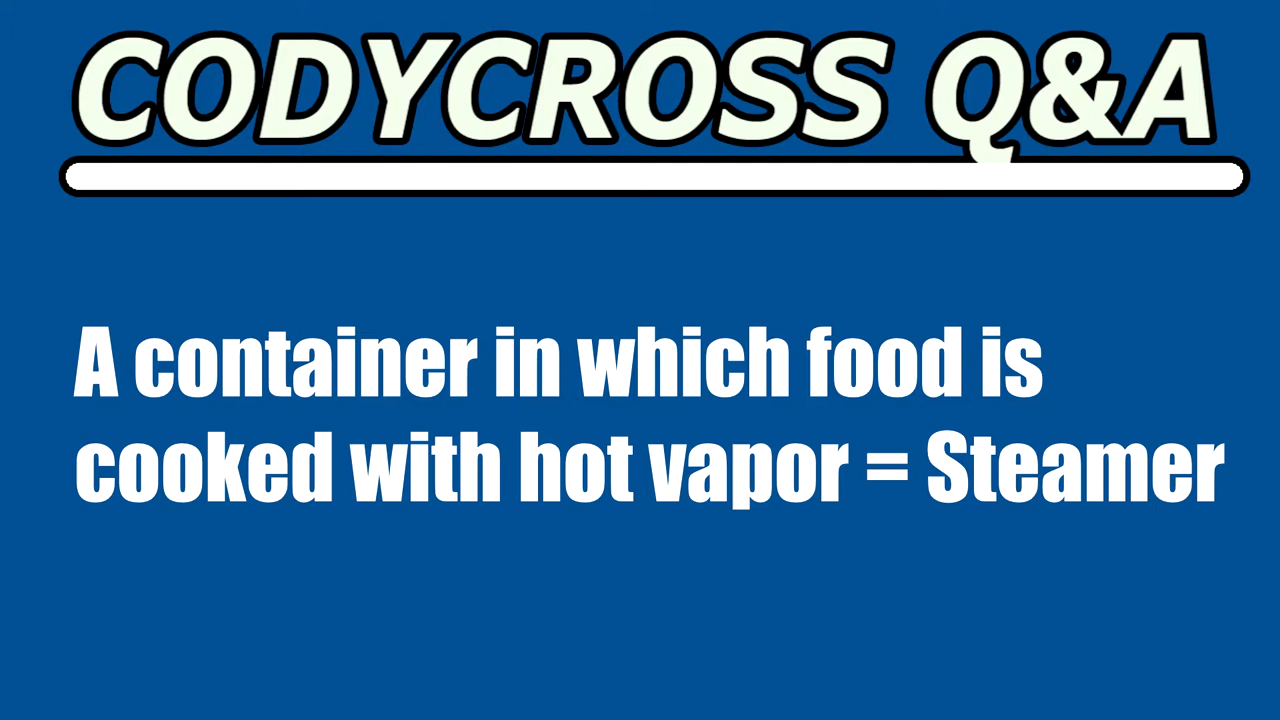 CODYCROSS Q&A
A container in which food is
cooked with hot vapor = Steamer